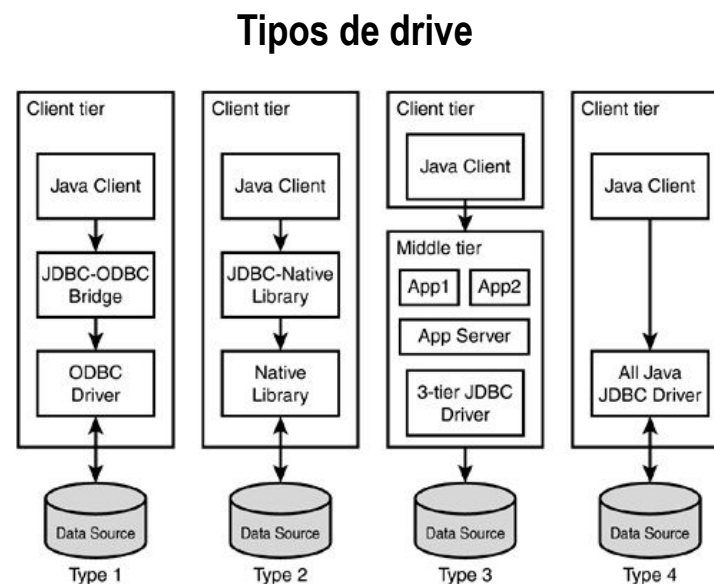 Tipos de drive
Client tier
Java Client
JDBC-ODBC
Bridge
ODBC
Driver
Data Source
Type 1
Client tier
Java Client
JDBC-Native
Library
Native
Library
Data Source
Type 2
Client tier
Java Client
Middle tier
App1
App2
App Server
3-tier JDBC
Driver
Data Source
Type 3
Client tier
Java Client
All Java
JDBC Driver
Data Source
Type 4